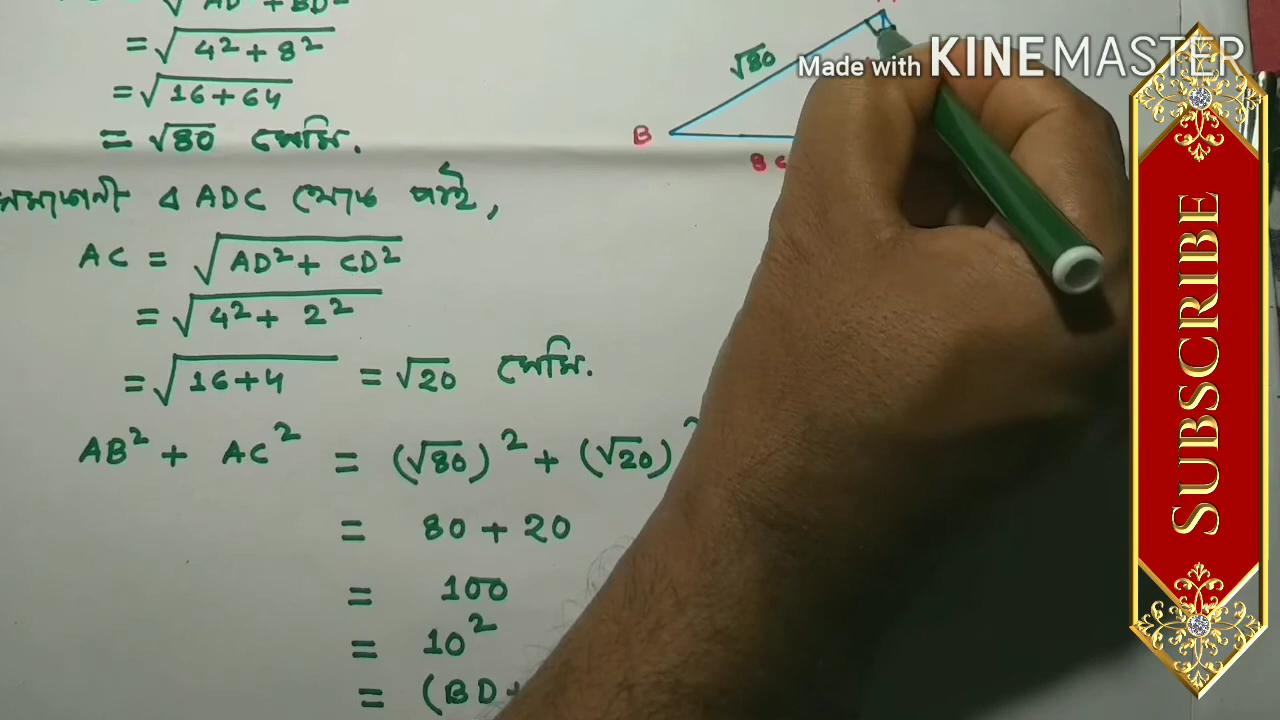 = √4² + 8²
= √16 + 64
= √80 সেমি.
সমকোণী Δ ADC থেকে পাই,
AC = √AD² + CD²
= √4² + 2²
= √16+4 = √20 সেমি.
AB² + AC² = (√80)² + (√20)²
= 80 + 20
= 100
= 10²
= (BD+
√80
B
8 c
Made with KINEMASTER
SUBSCRIBE